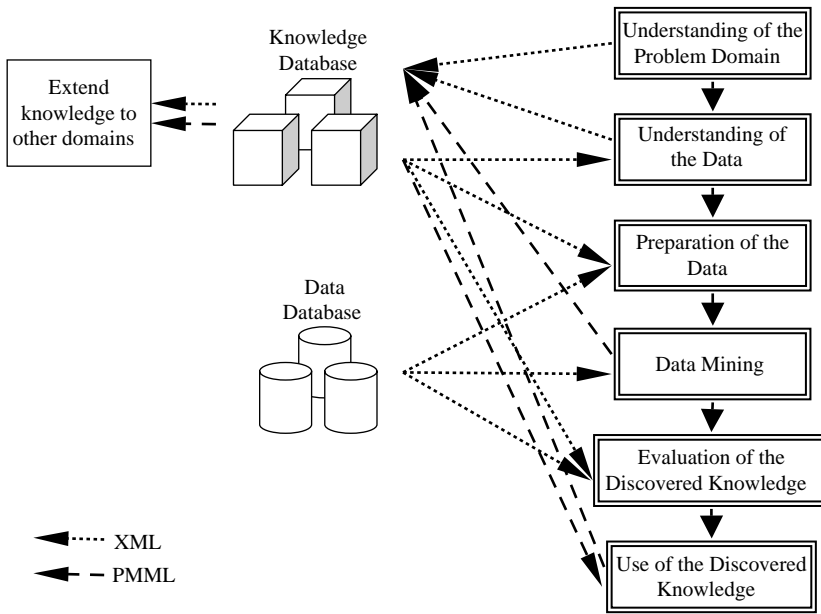 Knowledge
Database
Extend
knowledge to
other domains
Data
Database
XML
PMML
Understanding of the
Problem Domain
Understanding of
the Data
Preparation of the
Data
Data Mining
Evaluation of the
Discovered Knowledge
Use of the Discovered
Knowledge